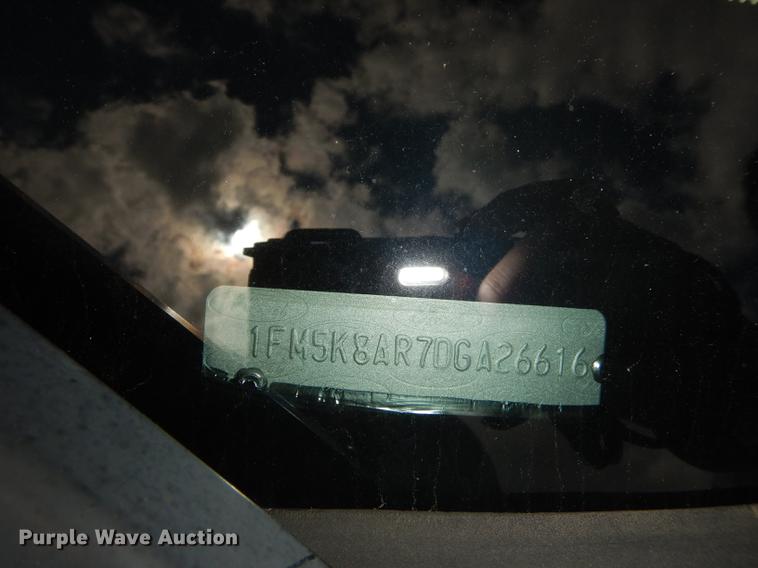 1FM5K8AR7DGA26616
Purple Wave Auction